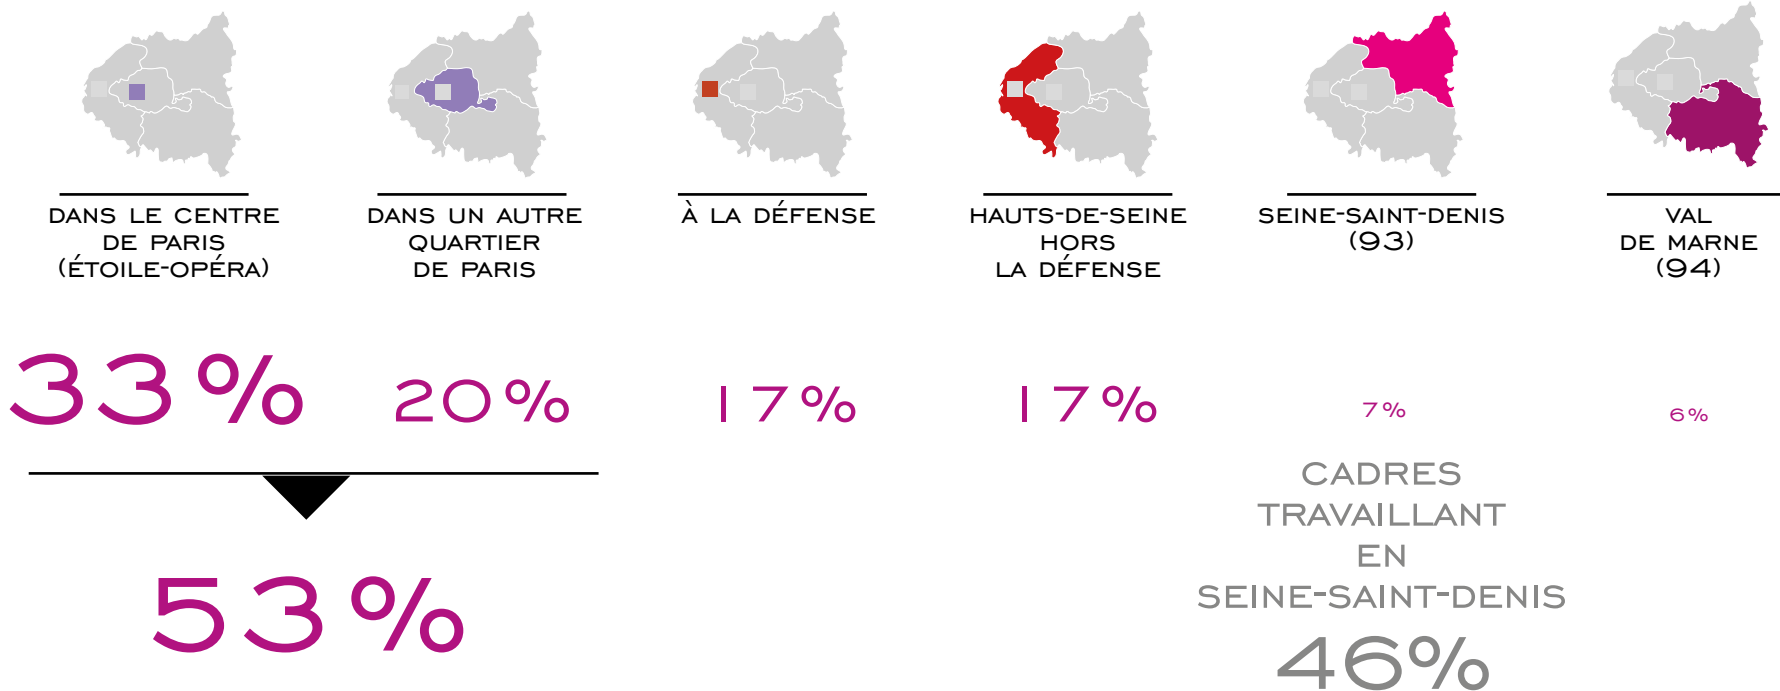 DANS LE CENTRE
DE PARIS
(ÉTOILE-OPÉRA)
DANS UN AUTRE
QUARTIER
DE PARIS
À LA DÉFENSE
HAUTS-DE-SEINE
HORS
LA DÉFENSE
SEINE-SAINT-DENIS
(93)
VAL
DE MARNE
(94)
33%
20%
17%
17%
7%
6%
53%
CADRES
TRAVAILLANT
EN
SEINE-SAINT-DENIS
46%